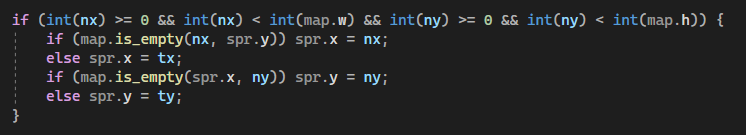 if (int(nx) >= 0 && int(nx) < int(map.w) && int(ny) >= 0 && int(ny) < int(map.h)) {
    if (map.is_empty(nx, spr.y)) spr.x = nx;
    else spr.x = tx;
    if (map.is_empty(spr.x, ny)) spr.y = ny;
    else spr.y = ty;
}